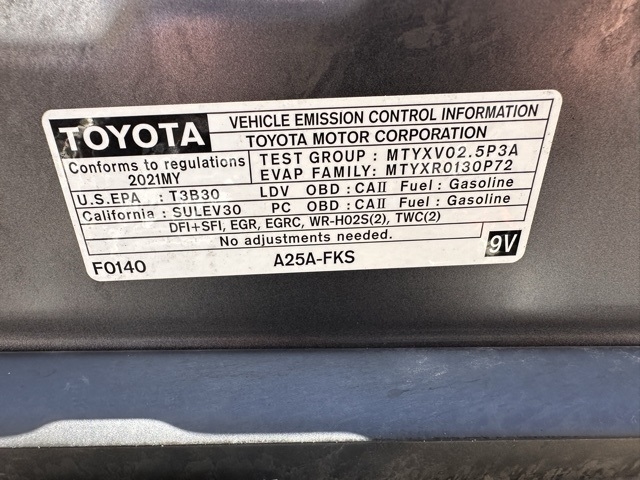 TOYOTA
VEHICLE EMISSION CONTROL INFORMATION
TOYOTA MOTOR CORPORATION
Conforms to regulations
2021MY
TEST GROUP : MTYXV02.5P3A
EVAP FAMILY: MTYXR0130P72
U.S.EPA : T3B30 LDV OBD : CAII Fuel : Gasoline
California : SULEV30 PC OBD : CAII Fuel : Gasoline
DFI+SFI, EGR, EGRC, WR-HO2S(2), TWC(2)
No adjustments needed.
9V
F0140 A25A-FKS